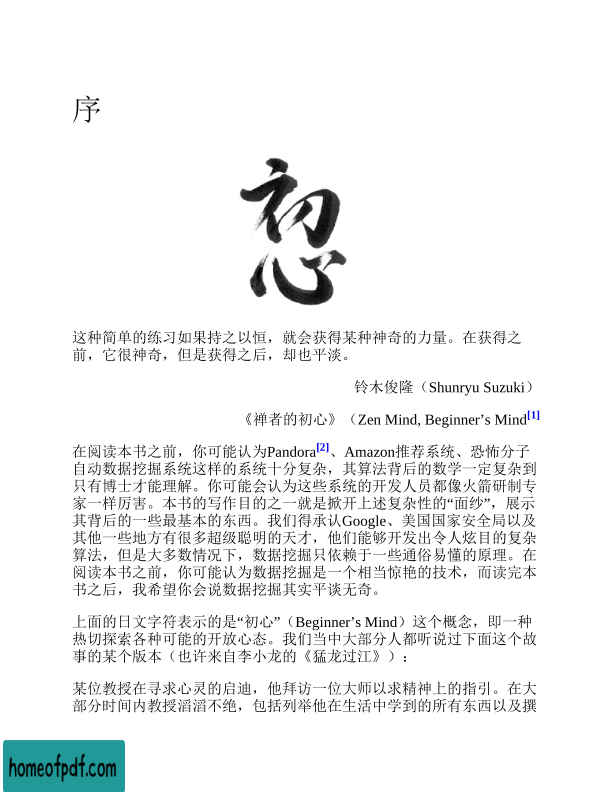 序
初
心
这种简单的练习如果持之以恒，就会获得某种神奇的力量。在获得之
前，它很神奇，但是获得之后，却也平淡。
铃木俊隆（Shunryu Suzuki）
《禅者的初心》（Zen Mind, Beginner’s Mind[1]
在阅读本书之前，你可能认为Pandora[2]、Amazon推荐系统、恐怖分子
自动数据挖掘系统这样的系统十分复杂，其算法背后的数学一定复杂到
只有博士才能理解。你可能会认为这些系统的开发人员都像火箭研制专
家一样厉害。本书的写作目的之一就是掀开上述复杂性的“面纱”，展示
其背后的一些最基本的东西。我们得承认Google、美国国家安全局以及
其他一些地方有很多超级聪明的天才，他们能够开发出令人炫目的复杂
算法，但是大多数情况下，数据挖掘只依赖于一些通俗易懂的原理。在
阅读本书之前，你可能认为数据挖掘是一个相当惊艳的技术，而读完本
书之后，我希望你会说数据挖掘其实平谈无奇。
上面的日文字符表示的是“初心”（Beginner’s Mind）这个概念，即一种
热切探索各种可能的开放心态。我们当中大部分人都听说过下面这个故
事的某个版本（也许来自李小龙的《猛龙过江》）：
某位教授在寻求心灵的启迪，他拜访一位大师以求精神上的指引。在大
部分时间内教授滔滔不绝，包括列举他在生活中学到的所有东西以及撰
homeofpdf.com